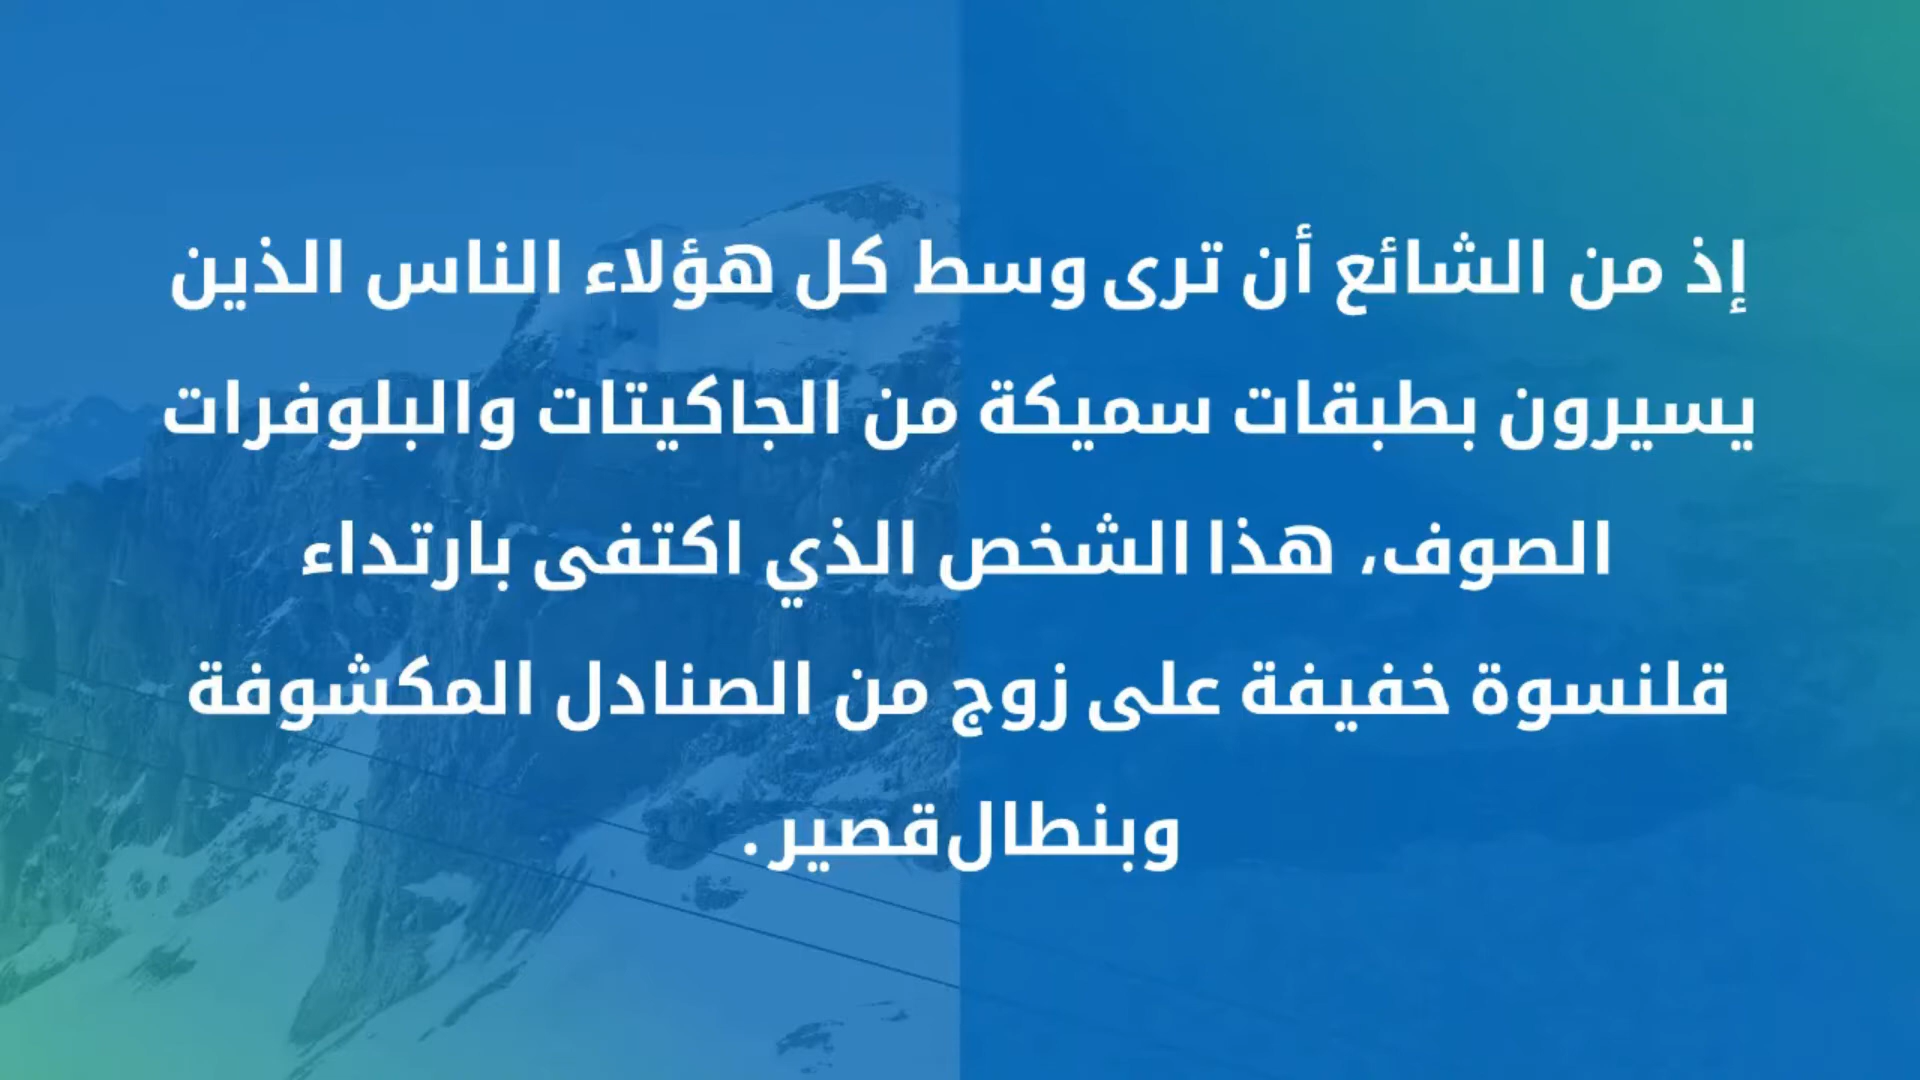 إذ من الشائع أن ترى وسط كل هؤلاء الناس الذين
يسيرون بطبقات سميكة من الجاكيتات والبلوفرات
الصوف، هذا الشخص الذي اكتفى بارتداء
قلنسوة خفيفة على زوج من الصنادل المكشوفة
وبنطال قصير.